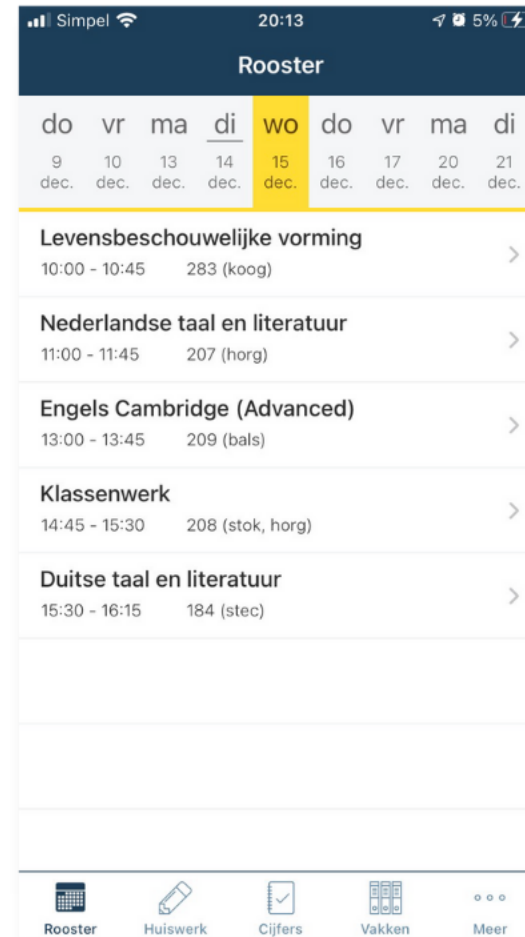 Simpel 20:13 5%
Rooster
do vr ma di wo do vr ma di
9 10 13 14 15 16 17 20 21
dec. dec. dec. dec. dec. dec. dec. dec. dec.
Levensbeschouwelijke vorming
10:00 - 10:45 283 (koog)
Nederlandse taal en literatuur
11:00 - 11:45 207 (horg)
Engels Cambridge (Advanced)
13:00 - 13:45 209 (bals)
Klassenwerk
14:45 - 15:30 208 (stok, horg)
Duitse taal en literatuur
15:30 - 16:15 184 (stec)
Rooster Huiswerk Cijfers Vakken Meer